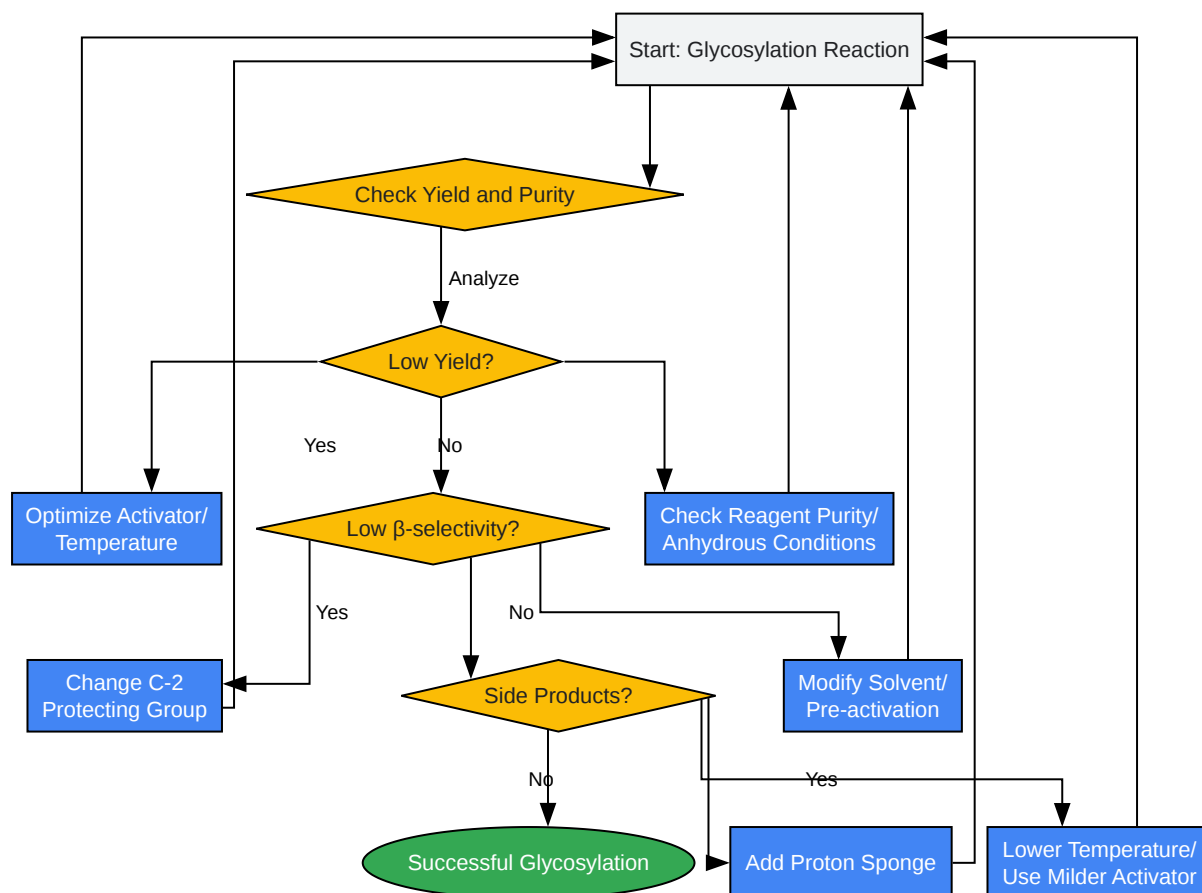 Start: Glycosylation Reaction
Check Yield and Purity
Analyze
Low Yield?
Yes
No
Optimize Activator/
Temperature
Low β-selectivity?
Check Reagent Purity/
Anhydrous Conditions
Yes
No
Change C-2
Protecting Group
Side Products?
Modify Solvent/
Pre-activation
No
Yes
Successful Glycosylation
Add Proton Sponge
Lower Temperature/
Use Milder Activator